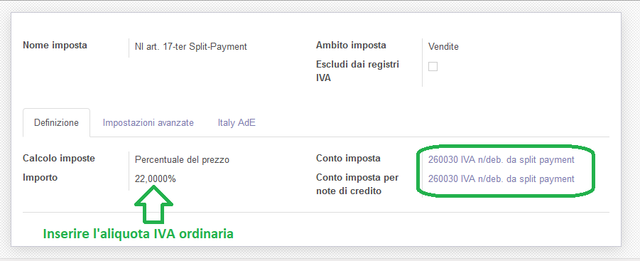 Nome imposta NI art. 17-ter Split-Payment Ambito imposta Vendite
Escludi dai registri
IVA
Definizione Impostazioni avanzate Italy AdE
Calcolo imposte Percentuale del prezzo Conto imposta 260030 IVA n/deb. da split payment
Importo 22,0000% Conto imposta per 260030 IVA n/deb. da split payment
note di credito
Inserire l'aliquota IVA ordinaria